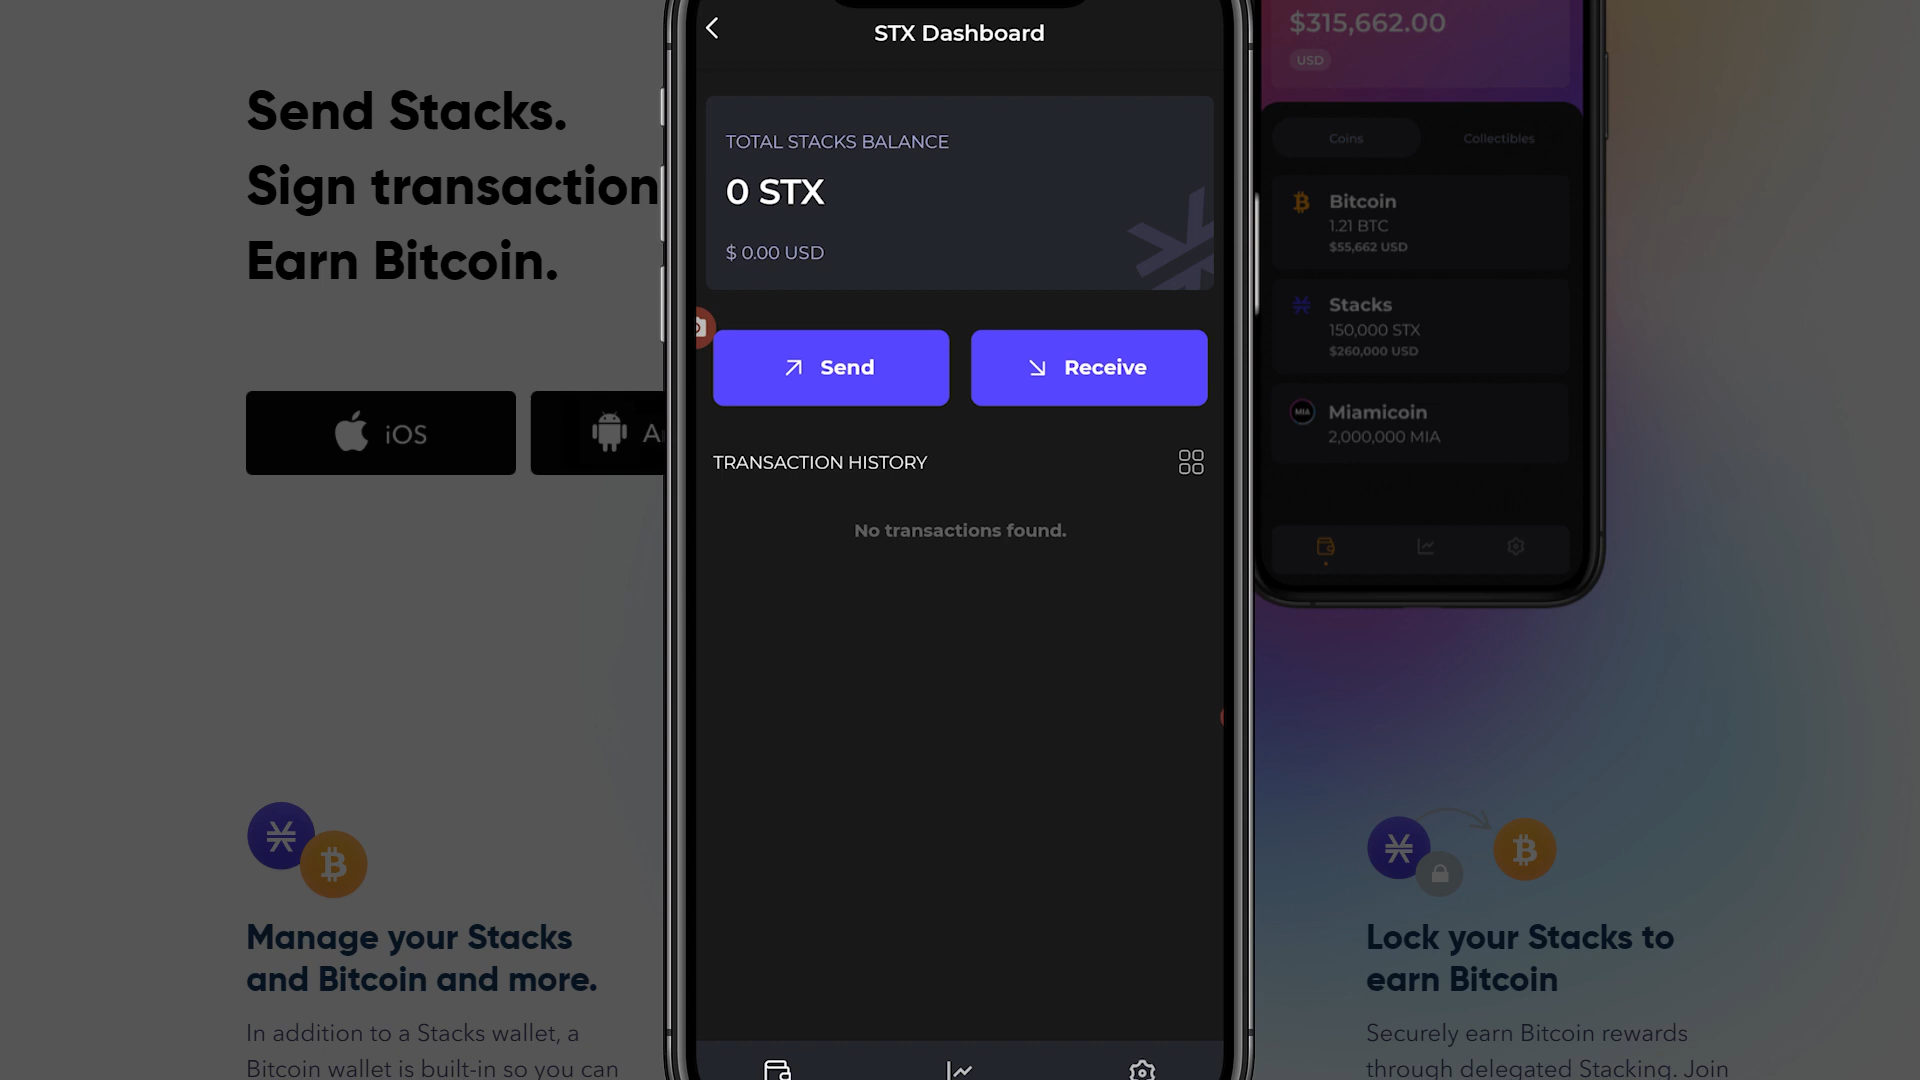 Send Stacks.
Sign transaction
Earn Bitcoin.
iOS
STX Dashboard
TOTAL STACKS BALANCE
0 STX
$ 0.00 USD
Send
Receive
TRANSACTION HISTORY
No transactions found.
$315,662.00
USD
Coins
Collectibles
Bitcoin
1.21 BTC
$55,662 USD
Stacks
150,000 STX
$260,000 USD
MIA
Miamicoin
2,000,000 MIA
Manage your Stacks
and Bitcoin and more.
In addition to a Stacks wallet, a
Bitcoin wallet is built-in so you can
Lock your Stacks to
earn Bitcoin
Securely earn Bitcoin rewards
through delegated Stacking. Join